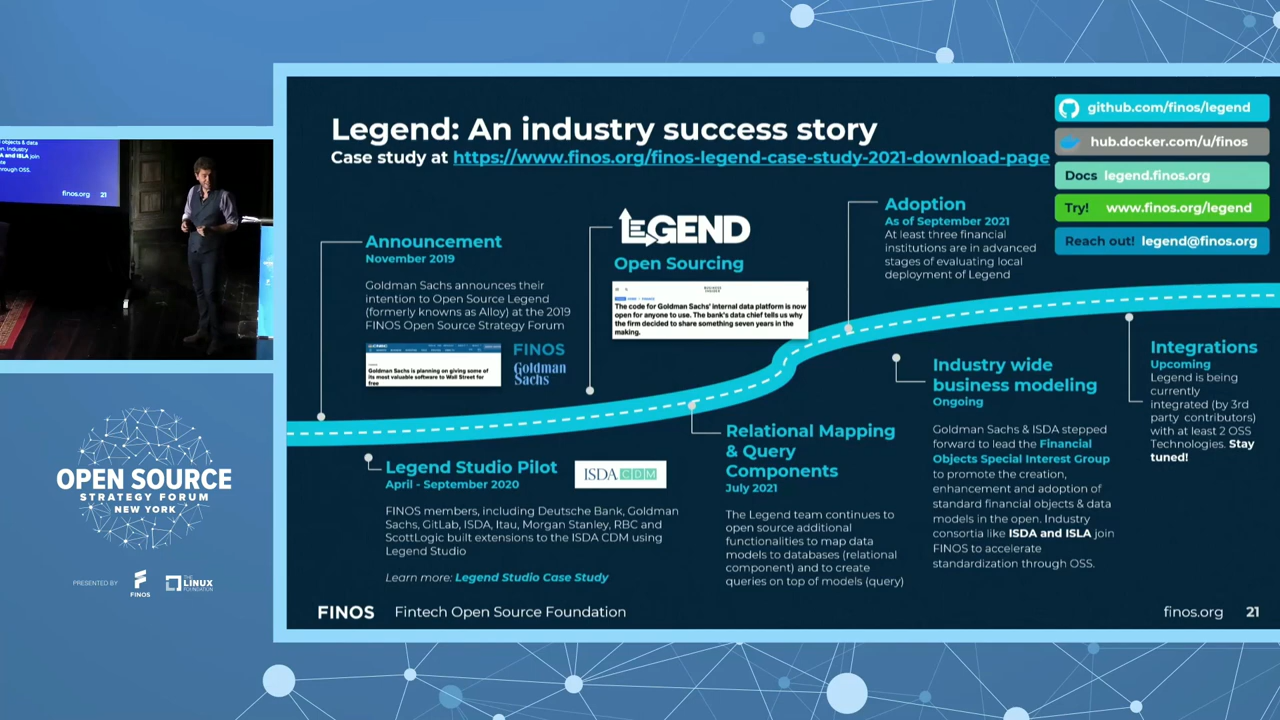 Legend: An industry success story
Case study at https://www.finos.org/finos-legend-case-study-2021-download-page
github.com/finos/legend
hub.docker.com/u/finos
Docs legend.finos.org
Try! www.finos.org/legend
Reach out! legend@finos.org
Announcement
November 2019
Goldman Sachs announces their
intention to Open Source Legend
(formerly knowns as Alloy) at the 2019
FINOS Open Source Strategy Forum
Goldman Sachs is planning on giving some of
its most valuable software to Wall Street for
free
FINOS
Goldman
Sachs
LEGEND
Open Sourcing
BUSINESS
INSIDER
The code for Goldman Sachs' internal data platform is now
open for anyone to use. The bank's data chief tells us why
the firm decided to share something seven years in the
making.
Adoption
As of September 2021
At least three financial
institutions are in advanced
stages of evaluating local
deployment of Legend
Legend Studio Pilot
April - September 2020
ISDA CDM
FINOS members, including Deutsche Bank, Goldman
Sachs, GitLab, ISDA, Itau, Morgan Stanley, RBC and
ScottLogic built extensions to the ISDA CDM using
Legend Studio
Learn more: Legend Studio Case Study
Relational Mapping
& Query
Components
July 2021
The Legend team continues to
open source additional
functionalities to map data
models to databases (relational
component) and to create
queries on top of models (query)
Industry wide
business modeling
Ongoing
Goldman Sachs & ISDA stepped
forward to lead the Financial
Objects Special Interest Group
to promote the creation,
enhancement and adoption of
standard financial objects & data
models in the open. Industry
consortia like ISDA and ISLA join
FINOS to accelerate
standardization through OSS.
Integrations
Upcoming
Legend is being
currently
integrated (by 3rd
party contributors)
with at least 2 OSS
Technologies. Stay
tuned!
FINOS Fintech Open Source Foundation
finos.org 21
objects & data
n. Industry
A and ISLA join
ate
through OSS.
finos.org 21
OPEN SOURCE
STRATEGY FORUM
NEW YORK
PRESENTED BY
FINOS
THE
LINUX
FOUNDATION